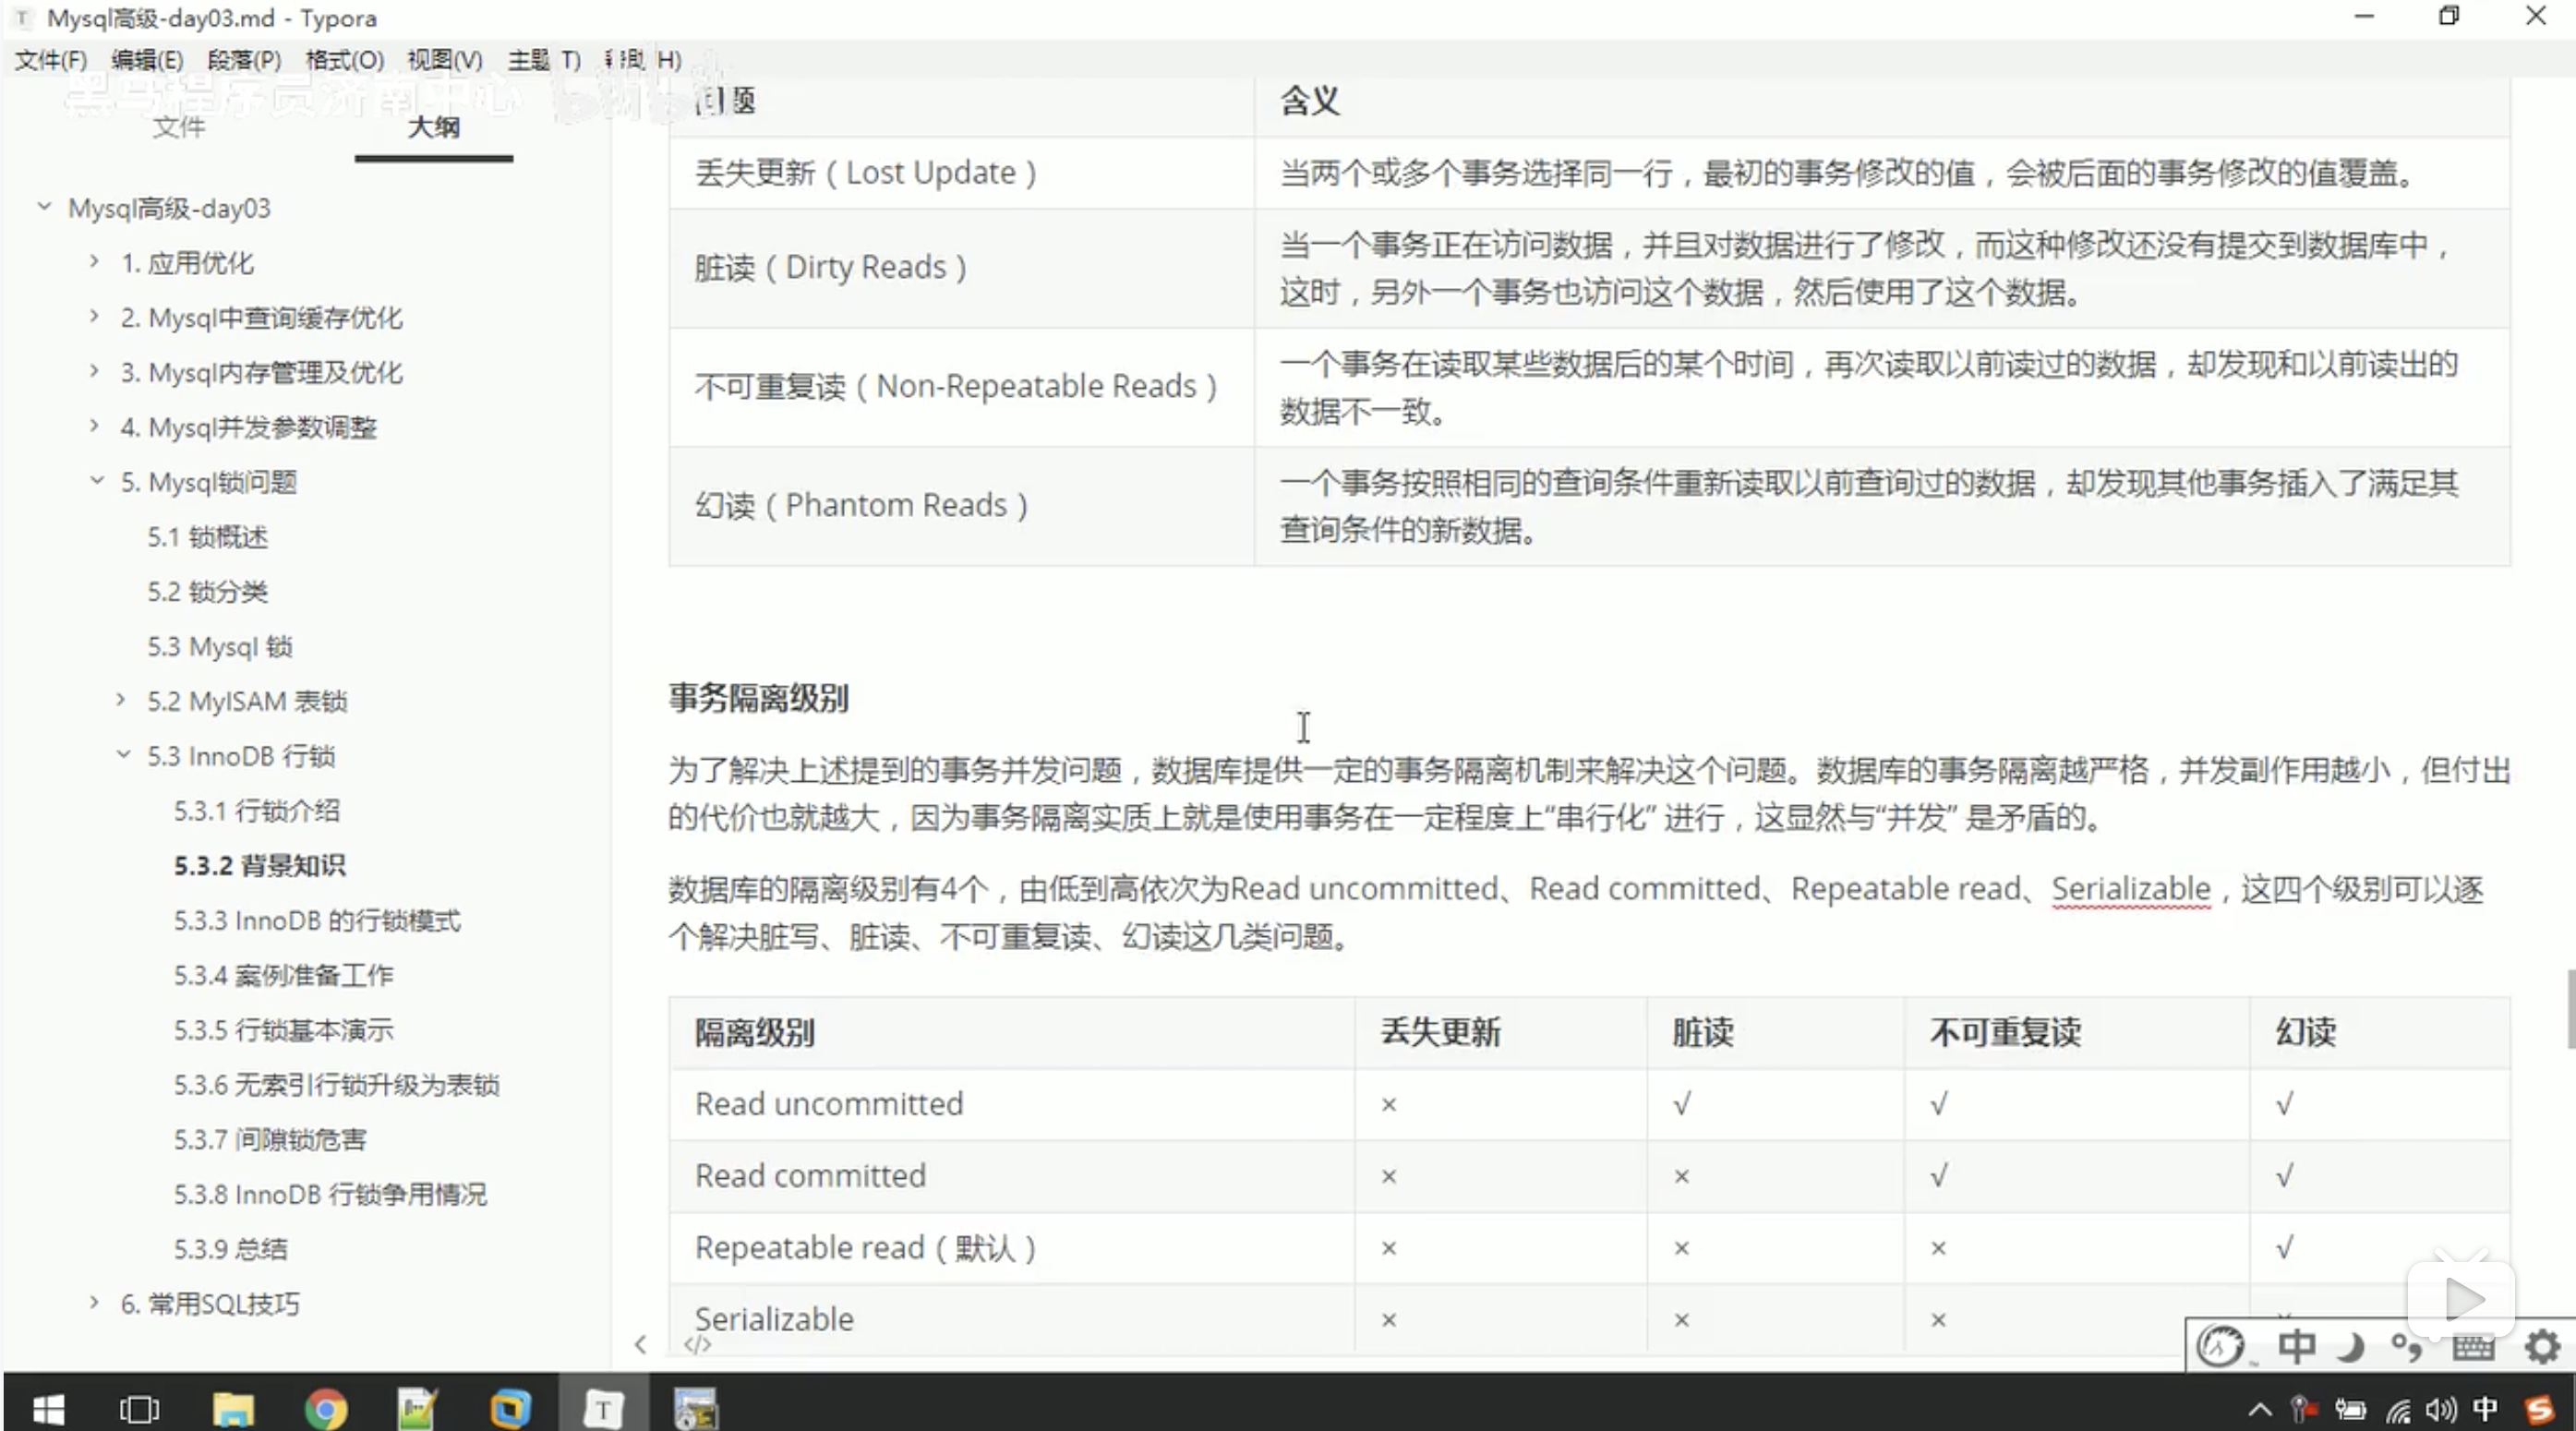 Mysql高级-day03.md - Typora
文件(F) 编辑(E) 段落(P) 格式(O) 视图(V) 主题(T) 帮助(H)
黑马程序员济南中心
文件 大纲
Mysql高级-day03
1. 应用优化
2. Mysql中查询缓存优化
3. Mysql内存管理及优化
4. Mysql并发参数调整
5. Mysql锁问题
5.1 锁概述
5.2 锁分类
5.3 Mysql 锁
5.2 MyISAM 表锁
5.3 InnoDB 行锁
5.3.1 行锁介绍
5.3.2 背景知识
5.3.3 InnoDB 的行锁模式
5.3.4 案例准备工作
5.3.5 行锁基本演示
5.3.6 无索引行锁升级为表锁
5.3.7 间隙锁危害
5.3.8 InnoDB 行锁争用情况
5.3.9 总结
6. 常用SQL技巧
问题 含义
丢失更新（Lost Update） 当两个或多个事务选择同一行，最初的事务修改的值，会被后面的事务修改的值覆盖。
脏读（Dirty Reads） 当一个事务正在访问数据，并且对数据进行了修改，而这种修改还没有提交到数据库中，
这时，另外一个事务也访问这个数据，然后使用了这个数据。
不可重复读（Non-Repeatable Reads） 一个事务在读取某些数据后的某个时间，再次读取以前读过的数据，却发现和以前读出的
数据不一致。
幻读（Phantom Reads） 一个事务按照相同的查询条件重新读取以前查询过的数据，却发现其他事务插入了满足其
查询条件的新数据。
事务隔离级别
为了解决上述提到的事务并发问题，数据库提供一定的事务隔离机制来解决这个问题。数据库的事务隔离越严格，并发副作用越小，但付出
的代价也就越大，因为事务隔离实质上就是使用事务在一定程度上“串行化” 进行，这显然与“并发” 是矛盾的。
数据库的隔离级别有4个，由低到高依次为Read uncommitted、Read committed、Repeatable read、Serializable，这四个级别可以逐
个解决脏写、脏读、不可重复读、幻读这几类问题。
隔离级别 丢失更新 脏读 不可重复读 幻读
Read uncommitted × √ √ √
Read committed × × √ √
Repeatable read（默认） × × × √
Serializable × × ×
</>
中
中